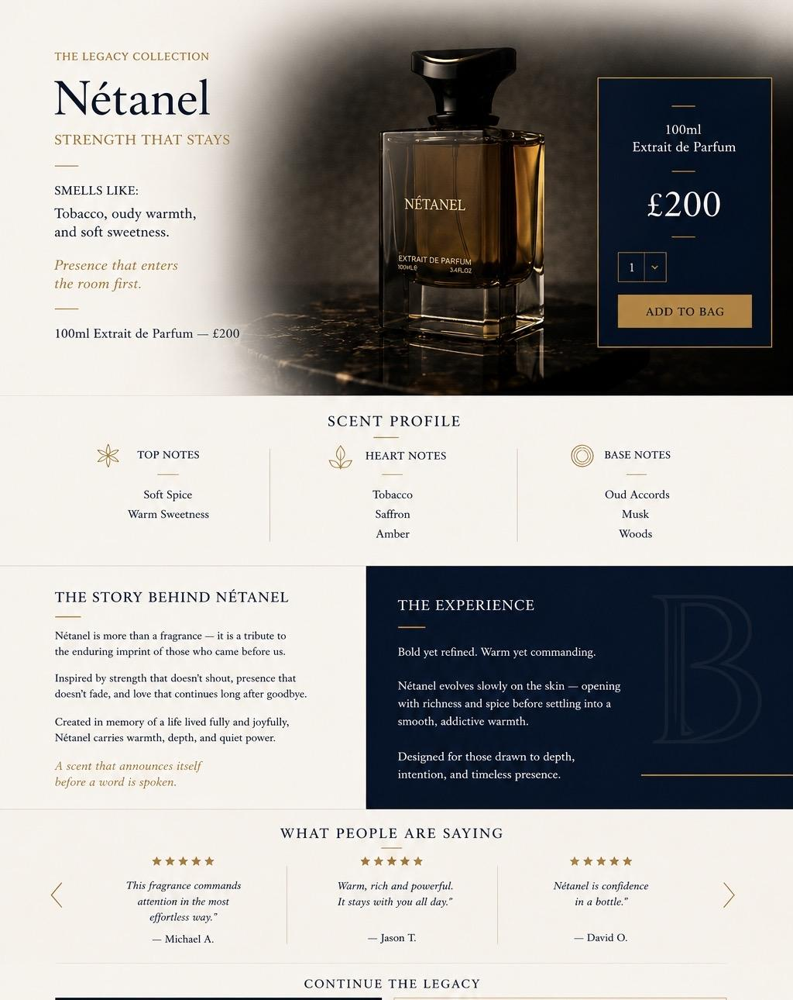 THE LEGACY COLLECTION
Nétanel
STRENGTH THAT STAYS
SMELLS LIKE:
Tobacco, oudy warmth,
and soft sweetness.
Presence that enters
the room first.
100ml Extrait de Parfum — £200
NÉTANEL
EXTRAIT DE PARFUM
100MLE 3.4FL.OZ
100ml
Extrait de Parfum
£200
1
ADD TO BAG
SCENT PROFILE
TOP NOTES
Soft Spice
Warm Sweetness
HEART NOTES
Tobacco
Saffron
Amber
BASE NOTES
Oud Accords
Musk
Woods
THE STORY BEHIND NÉTANEL
Nétanel is more than a fragrance — it is a tribute to
the enduring imprint of those who came before us.
Inspired by strength that doesn’t shout, presence that
doesn’t fade, and love that continues long after goodbye.
Created in memory of a life lived fully and joyfully,
Nétanel carries warmth, depth, and quiet power.
A scent that announces itself
before a word is spoken.
THE EXPERIENCE
Bold yet refined. Warm yet commanding.
Nétanel evolves slowly on the skin — opening
with richness and spice before settling into a
smooth, addictive warmth.
Designed for those drawn to depth,
intention, and timeless presence.
B
WHAT PEOPLE ARE SAYING
This fragrance commands
attention in the most
effortless way.”
— Michael A.
Warm, rich and powerful.
It stays with you all day.”
— Jason T.
Nétanel is confidence
in a bottle.”
— David O.
CONTINUE THE LEGACY